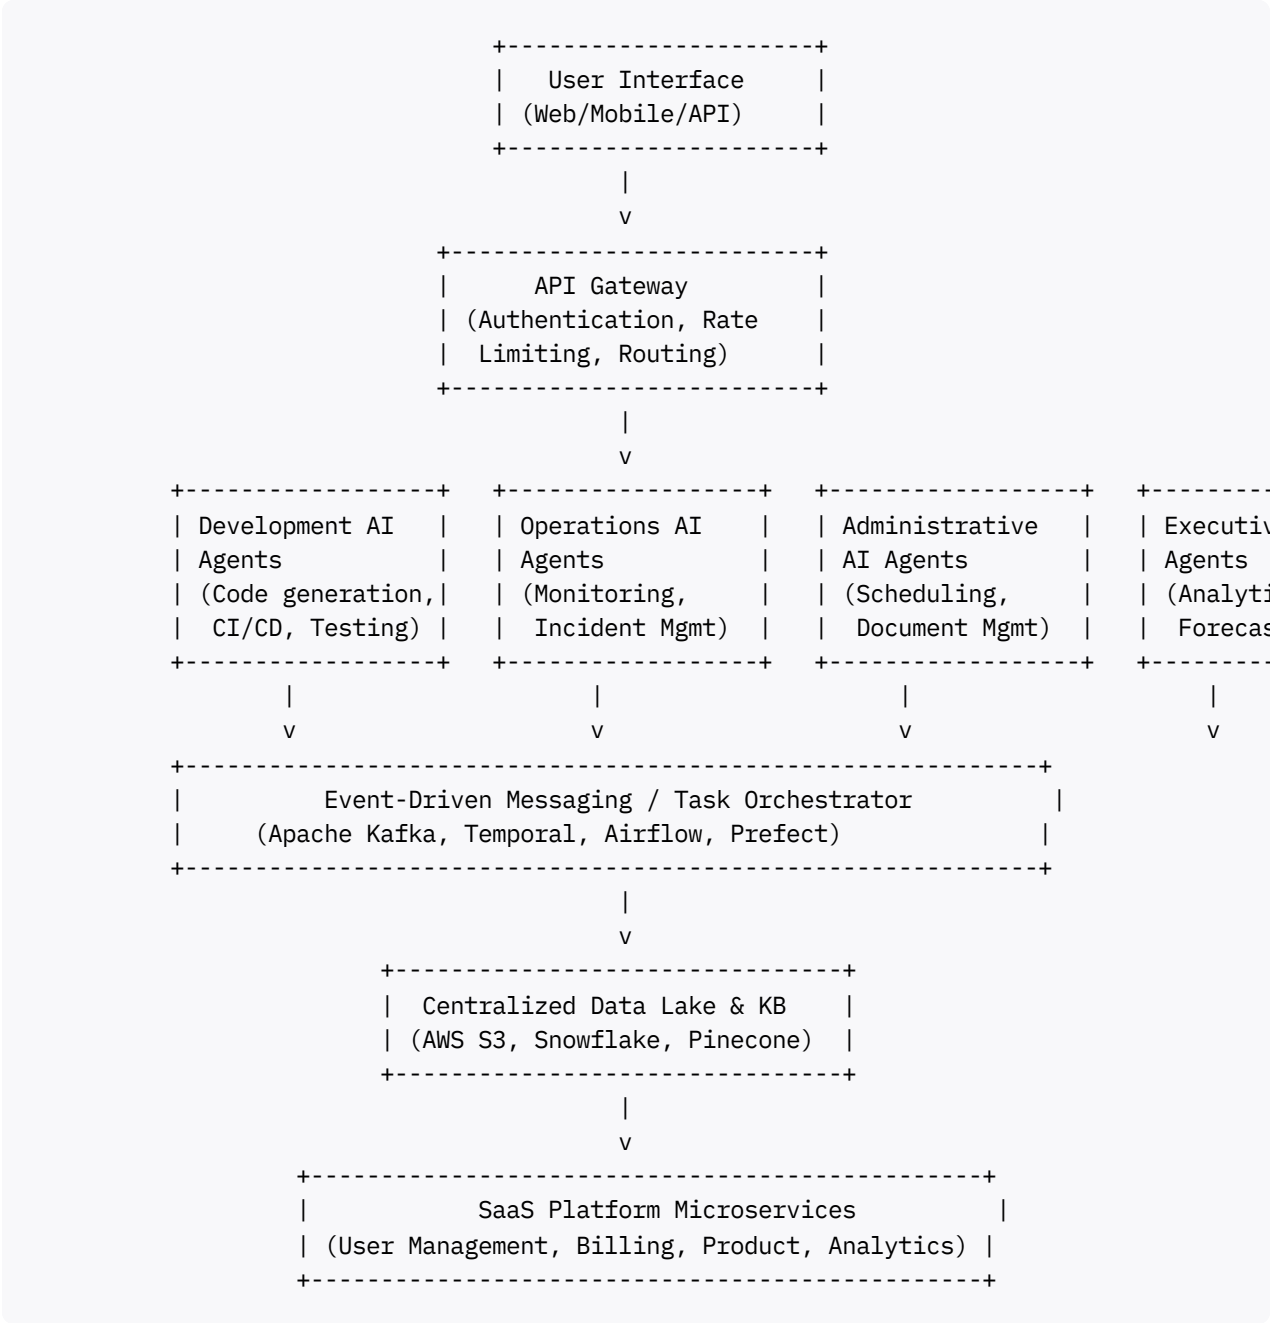 +----------------------+
|   User Interface     |
| (Web/Mobile/API)     |
+----------------------+
|
v
+--------------------------+
|      API Gateway         |
| (Authentication, Rate    |
|  Limiting, Routing)      |
+--------------------------+
|
v
+------------------+   +------------------+   +------------------+   +---------
| Development AI   |   | Operations AI    |   | Administrative   |   |
| Agents           |   | Agents           |   | AI Agents        |   | Agents
| (Code generation,|   | (Monitoring,     |   | (Scheduling,     |   |
|  CI/CD, Testing) |   |  Incident Mgmt)  |   |  Document Mgmt)  |   |
+------------------+   +------------------+   +------------------+   +---------
|                     |                     |                     |
v                     v                     v                     v
+-------------------------------------------------------------+
|          Event-Driven Messaging / Task Orchestrator          |
|     (Apache Kafka, Temporal, Airflow, Prefect)              |
+-------------------------------------------------------------+
|
v
+--------------------------------+
|  Centralized Data Lake & KB    |
| (AWS S3, Snowflake, Pinecone)  |
+--------------------------------+
|
v
+------------------------------------------------+
|            SaaS Platform Microservices          |
| (User Management, Billing, Product, Analytics) |
+------------------------------------------------+